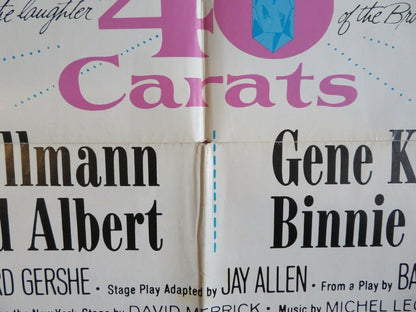 the laughter
40
of the Br
Carats
llmann Gene K
d Albert Binnie
RD GERSHE • Stage Play Adapted by JAY ALLEN • From a Play by BA
the New York Stage by DAVID MERRICK • Music by MICHEL LEG